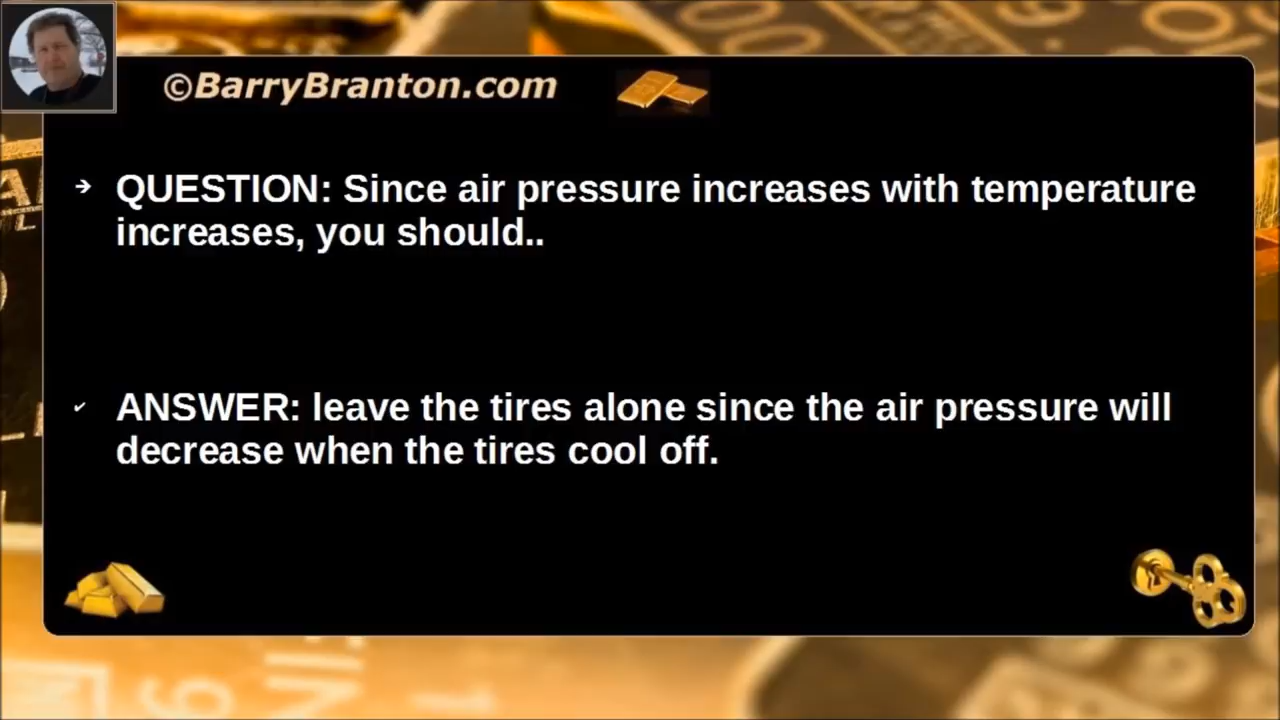 ©BarryBranton.com
QUESTION: Since air pressure increases with temperature
increases, you should..
ANSWER: leave the tires alone since the air pressure will
decrease when the tires cool off.